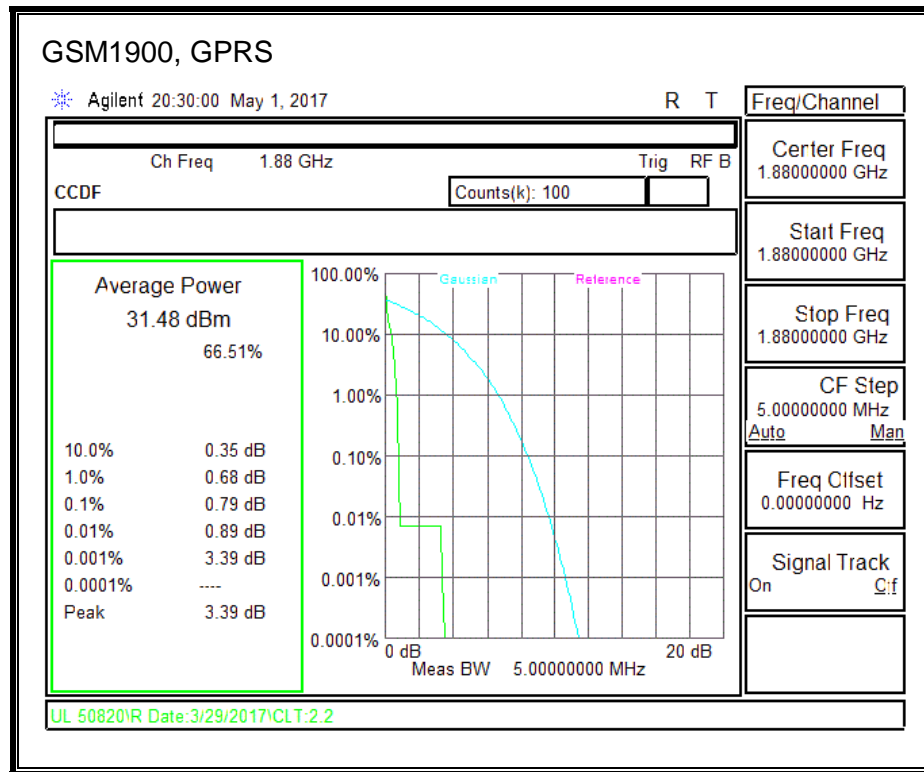 GSM1900, GPRS
Agilent 20:30:00 May 1, 2017 R T
Ch Freq 1.88 GHz Trig RF B
CCDF Counts(k): 100
Average Power
31.48 dBm
66.51%
10.0% 0.35 dB
1.0% 0.68 dB
0.1% 0.79 dB
0.01% 0.89 dB
0.001% 3.39 dB
0.0001% ----
Peak 3.39 dB
Gaussian Reference
100.00%
10.00%
1.00%
0.10%
0.01%
0.001%
0.0001%
0 dB 20 dB
Meas BW 5.00000000 MHz
Freq/Channel
Center Freq
1.88000000 GHz
Start Freq
1.88000000 GHz
Stop Freq
1.88000000 GHz
CF Step
5.00000000 MHz
Auto Man
Freq Offset
0.00000000 Hz
Signal Track
On Off
UL 50820\R Date:3/29/2017\CLT:2.2